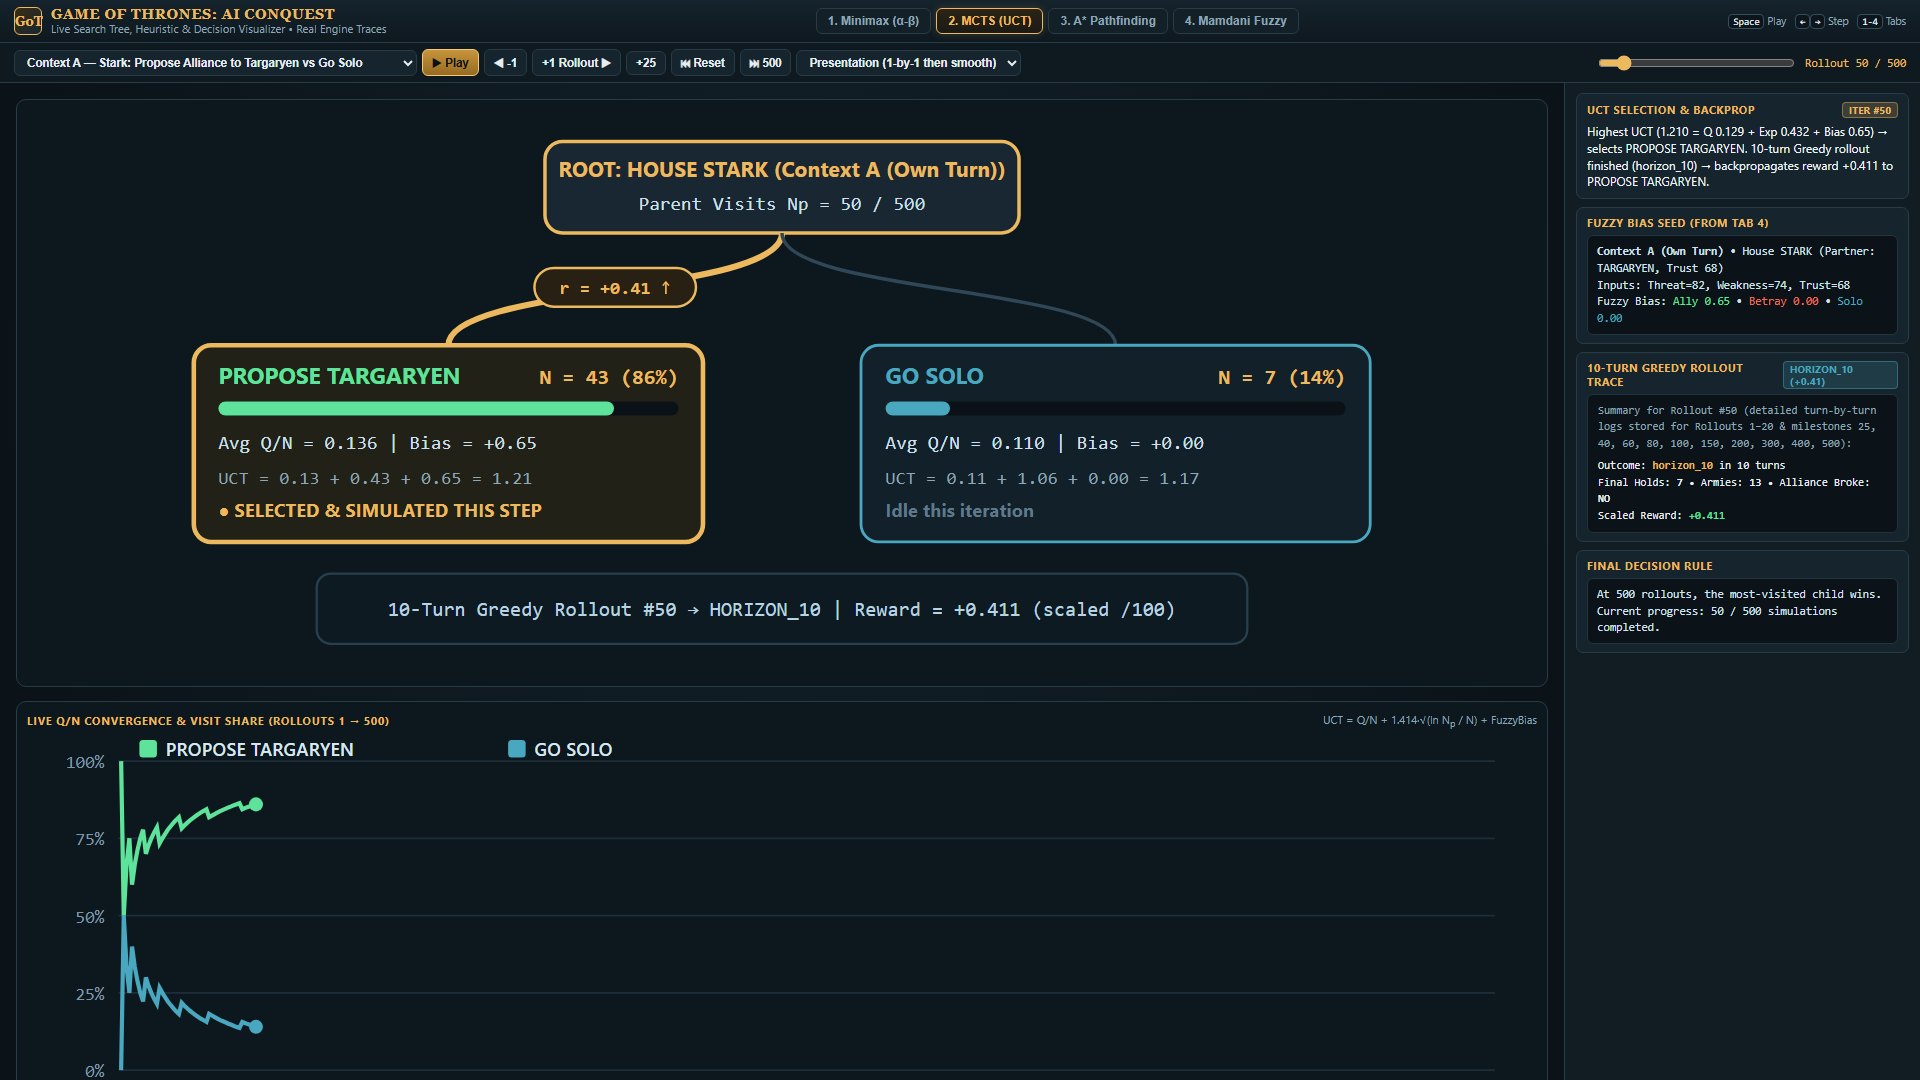 GoT
GAME OF THRONES: AI CONQUEST
Live Search Tree, Heuristic & Decision Visualizer • Real Engine Traces
1. Minimax (α-β)
2. MCTS (UCT)
3. A* Pathfinding
4. Mamdani Fuzzy
Space Play ← → Step 1-4 Tabs
Context A — Stark: Propose Alliance to Targaryen vs Go Solo
▶ Play
◀ -1
+1 Rollout ▶
+25
⏮ Reset
⏭ 500
Presentation (1-by-1 then smooth)
Rollout 50 / 500
ROOT: HOUSE STARK (Context A (Own Turn))
Parent Visits Np = 50 / 500
r = +0.41 ↑
PROPOSE TARGARYEN N = 43 (86%)
Avg Q/N = 0.136 | Bias = +0.65
UCT = 0.13 + 0.43 + 0.65 = 1.21
● SELECTED & SIMULATED THIS STEP
GO SOLO N = 7 (14%)
Avg Q/N = 0.110 | Bias = +0.00
UCT = 0.11 + 1.06 + 0.00 = 1.17
Idle this iteration
10-Turn Greedy Rollout #50 → HORIZON_10 | Reward = +0.411 (scaled /100)
LIVE Q/N CONVERGENCE & VISIT SHARE (ROLLOUTS 1 → 500)
UCT = Q/N + 1.414·√(ln Np / N) + FuzzyBias
PROPOSE TARGARYEN
GO SOLO
100%
75%
50%
25%
0%
UCT SELECTION & BACKPROP
ITER #50
Highest UCT (1.210 = Q 0.129 + Exp 0.432 + Bias 0.65) →
selects PROPOSE TARGARYEN. 10-turn Greedy rollout
finished (horizon_10) → backpropagates reward +0.411 to
PROPOSE TARGARYEN.
FUZZY BIAS SEED (FROM TAB 4)
Context A (Own Turn) • House STARK (Partner:
TARGARYEN, Trust 68)
Inputs: Threat=82, Weakness=74, Trust=68
Fuzzy Bias: Ally 0.65 • Betray 0.00 • Solo
0.00
10-TURN GREEDY ROLLOUT
TRACE
HORIZON_10
(+0.41)
Summary for Rollout #50 (detailed turn-by-turn
logs stored for Rollouts 1–20 & milestones 25,
40, 60, 80, 100, 150, 200, 300, 400, 500):
Outcome: horizon_10 in 10 turns
Final Holds: 7 • Armies: 13 • Alliance Broke:
NO
Scaled Reward: +0.411
FINAL DECISION RULE
At 500 rollouts, the most-visited child wins.
Current progress: 50 / 500 simulations
completed.